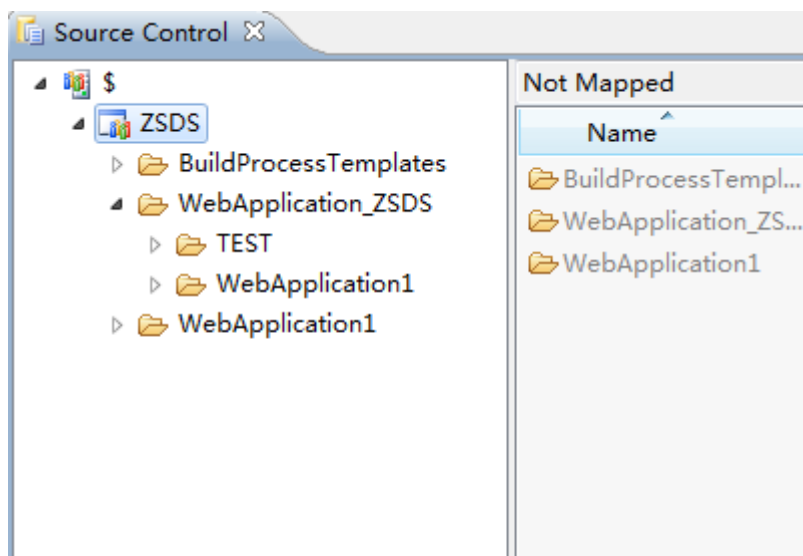 Source Control
$
ZSDS
BuildProcessTemplates
WebApplication_ZSDS
TEST
WebApplication1
WebApplication1
Not Mapped
Name
BuildProcessTempl...
WebApplication_ZS...
WebApplication1